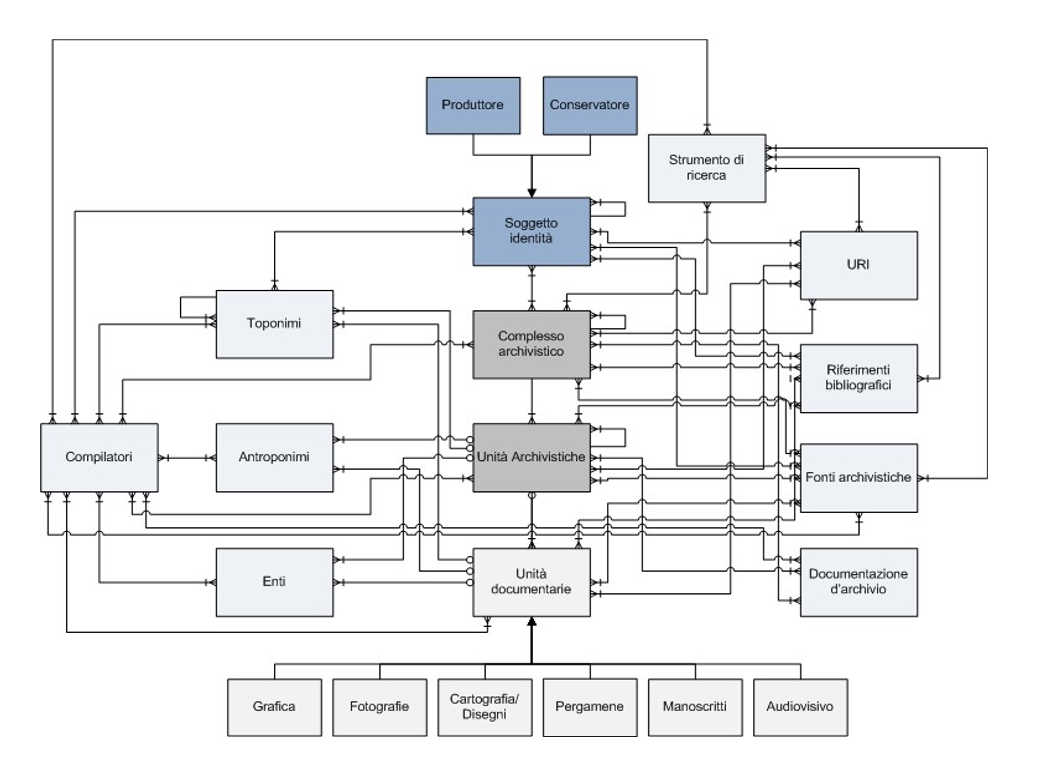 Produttore
Conservatore
Strumento di
ricerca
Soggetto
identità
URI
Toponimi
Complesso
archivistico
Riferimenti
bibliografici
Compilatori
Antroponimi
Unità Archivistiche
Fonti archivistiche
Enti
Unità
documentarie
Documentazione
d'archivio
Grafica
Fotografie
Cartografia/
Disegni
Pergamene
Manoscritti
Audiovisivo